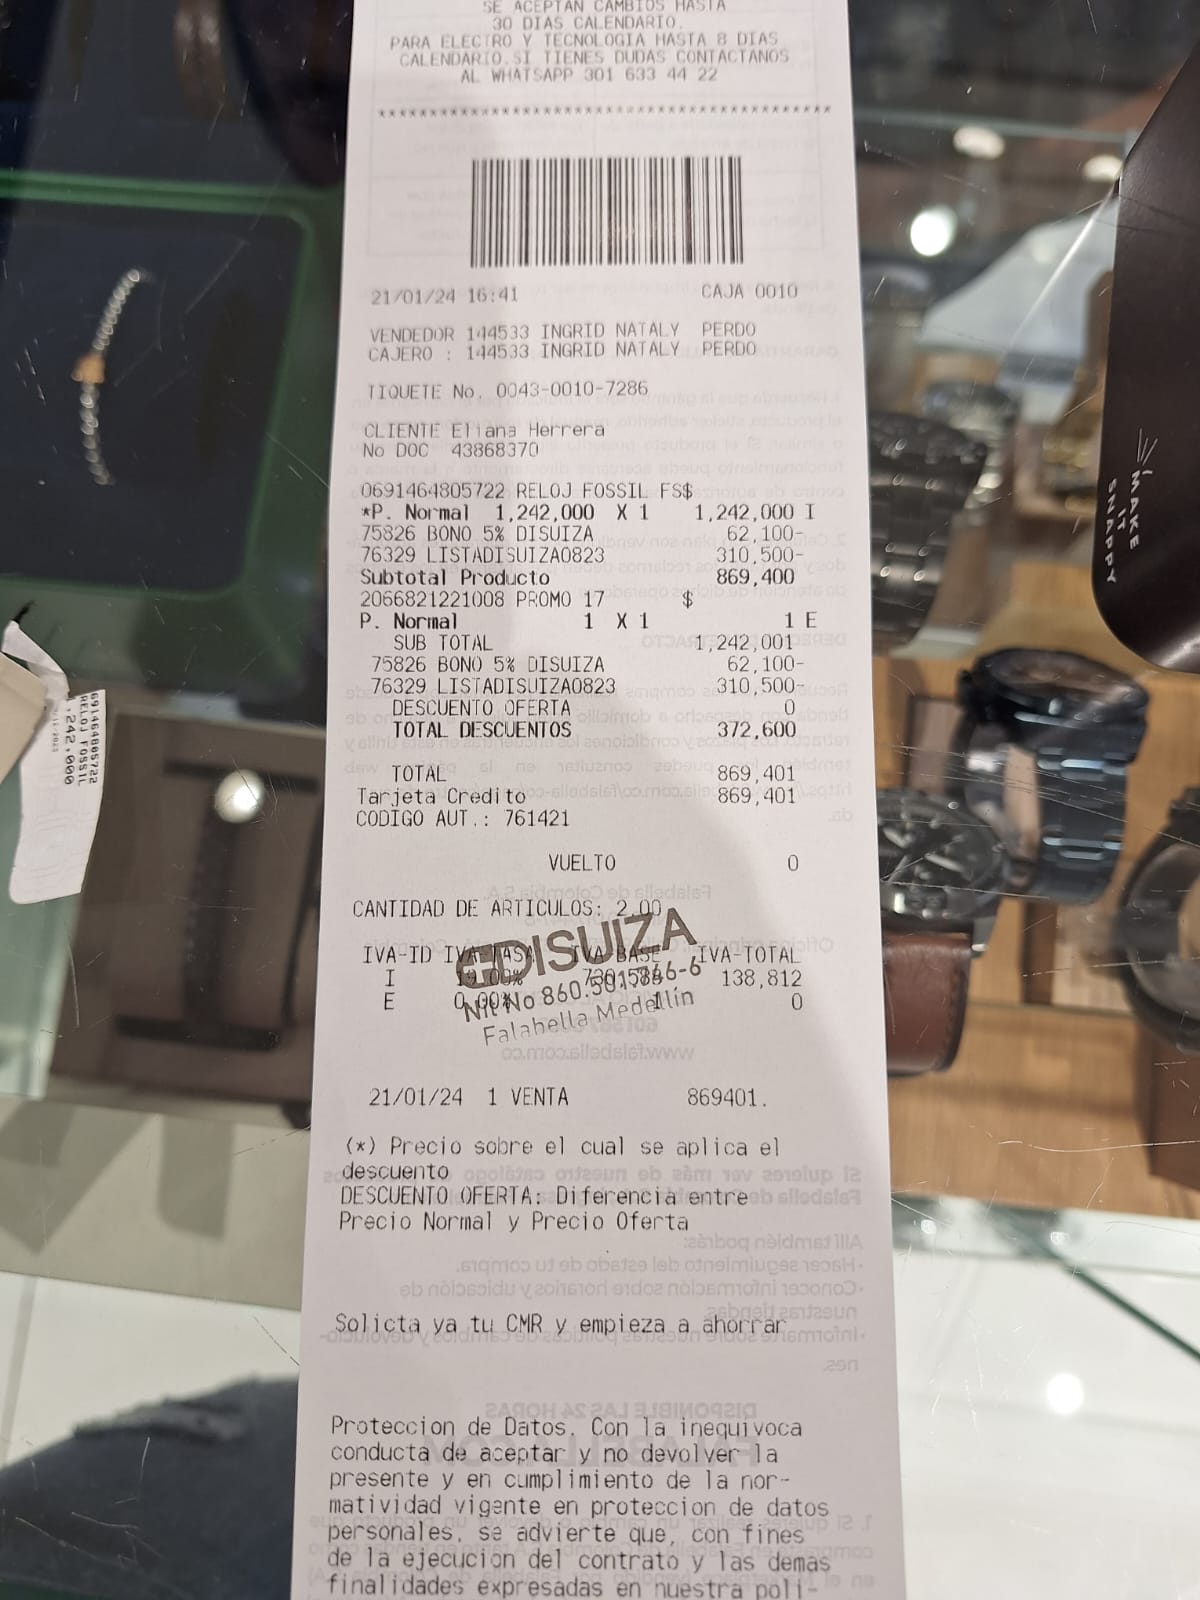 SE ACEPTAN CAMBIOS HASTA
30 DIAS CALENDARIO.
PARA ELECTRO Y TECNOLOGIA HASTA 8 DIAS
CALENDARIO.SI TIENES DUDAS CONTACTANOS
AL WHATSAPP 301 633 44 22
21/01/24 16:41 CAJA 0010
VENDEDOR 144533 INGRID NATALY PERDO
CAJERO : 144533 INGRID NATALY PERDO
TIQUETE No. 0043-0010-7286
CLIENTE Eliana Herrera
No DOC 43868370
0691464805722 RELOJ FOSSIL FS$
*P. Normal 1,242,000 X 1 1,242,000 I
75826 BONO 5% DISUIZA 62,100-
76329 LISTADISUIZA0823 310,500-
Subtotal Producto 869,400
2066821221008 PROMO 17 $
P. Normal 1 X 1 1 E
SUB TOTAL 1,242,001
75826 BONO 5% DISUIZA 62,100-
76329 LISTADISUIZA0823 310,500-
DESCUENTO OFERTA 0
TOTAL DESCUENTOS 372,600
TOTAL 869,401
Tarjeta Credito 869,401
CODIGO AUT.: 761421
VUELTO 0
CANTIDAD DE ARTICULOS: 2.00
DISUIZA
IVA-ID IVA-TASA IVA-BASE IVA-TOTAL
I 19.00% 138,812
E 0.00% 1 0
Nit No 860.501.566-6
Falabella Medellín
21/01/24 1 VENTA 869401.
(*) Precio sobre el cual se aplica el
descuento
DESCUENTO OFERTA: Diferencia entre
Precio Normal y Precio Oferta
Solicta ya tu CMR y empieza a ahorrar
Proteccion de Datos. Con la inequivoca
conducta de aceptar y no devolver la
presente y en cumplimiento de la nor-
matividad vigente en proteccion de datos
personales, se advierte que, con fines
de la ejecucion del contrato y las demas
finalidades expresadas en nuestra poli-
MAKE
IT
SNAPPY
691464805722
RELOJ FOSSIL